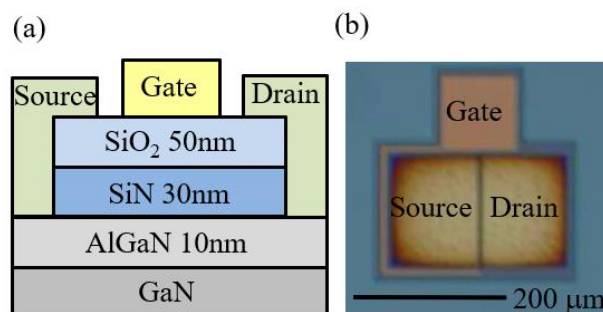 (a)
Source
Gate
Drain
SiO₂ 50nm
SiN 30nm
AlGaN 10nm
GaN
(b)
Gate
Source Drain
200 μm